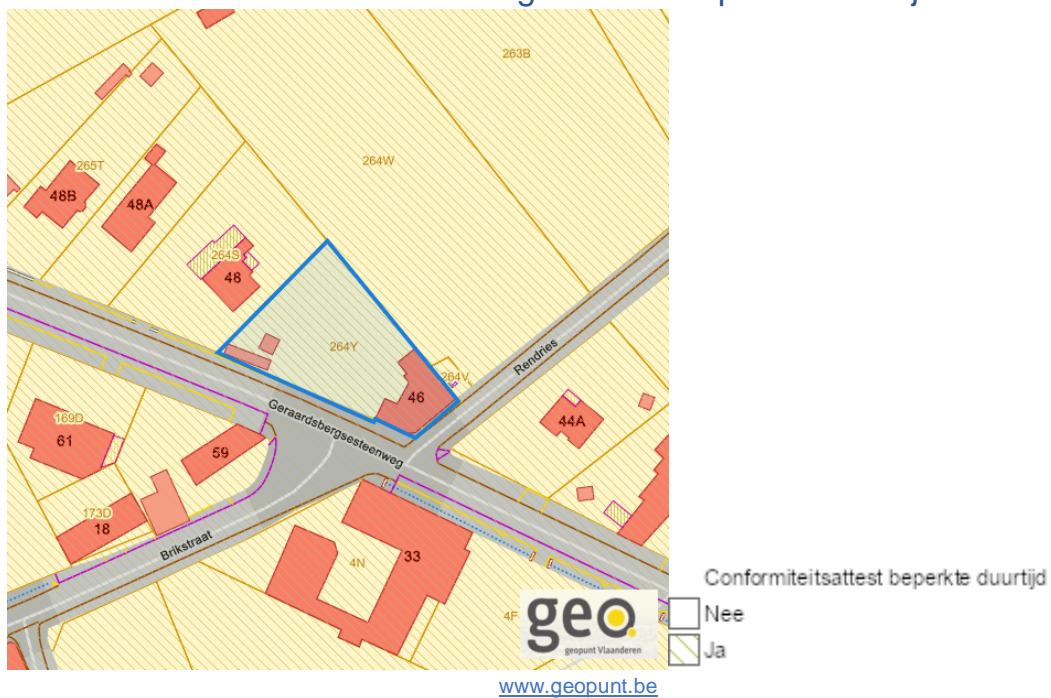 263B
264W
265T
48B
48A
264S
48
264Y
264V
46
Rendries
Geraardsbergsesteenweg
44A
169D
61
59
173D
18
Brikstraat
4N
33
4F
geo.
geopunt Vlaanderen
Conformiteitsattest beperkte duurtijd
Nee
Ja
www.geopunt.be